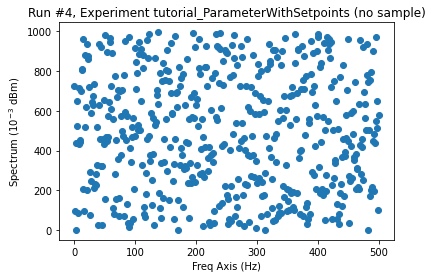 Run #4, Experiment tutorial_ParameterWithSetpoints (no sample)
1000
800
600
400
200
0
Spectrum (10⁻³ dBm)
0 100 200 300 400 500
Freq Axis (Hz)